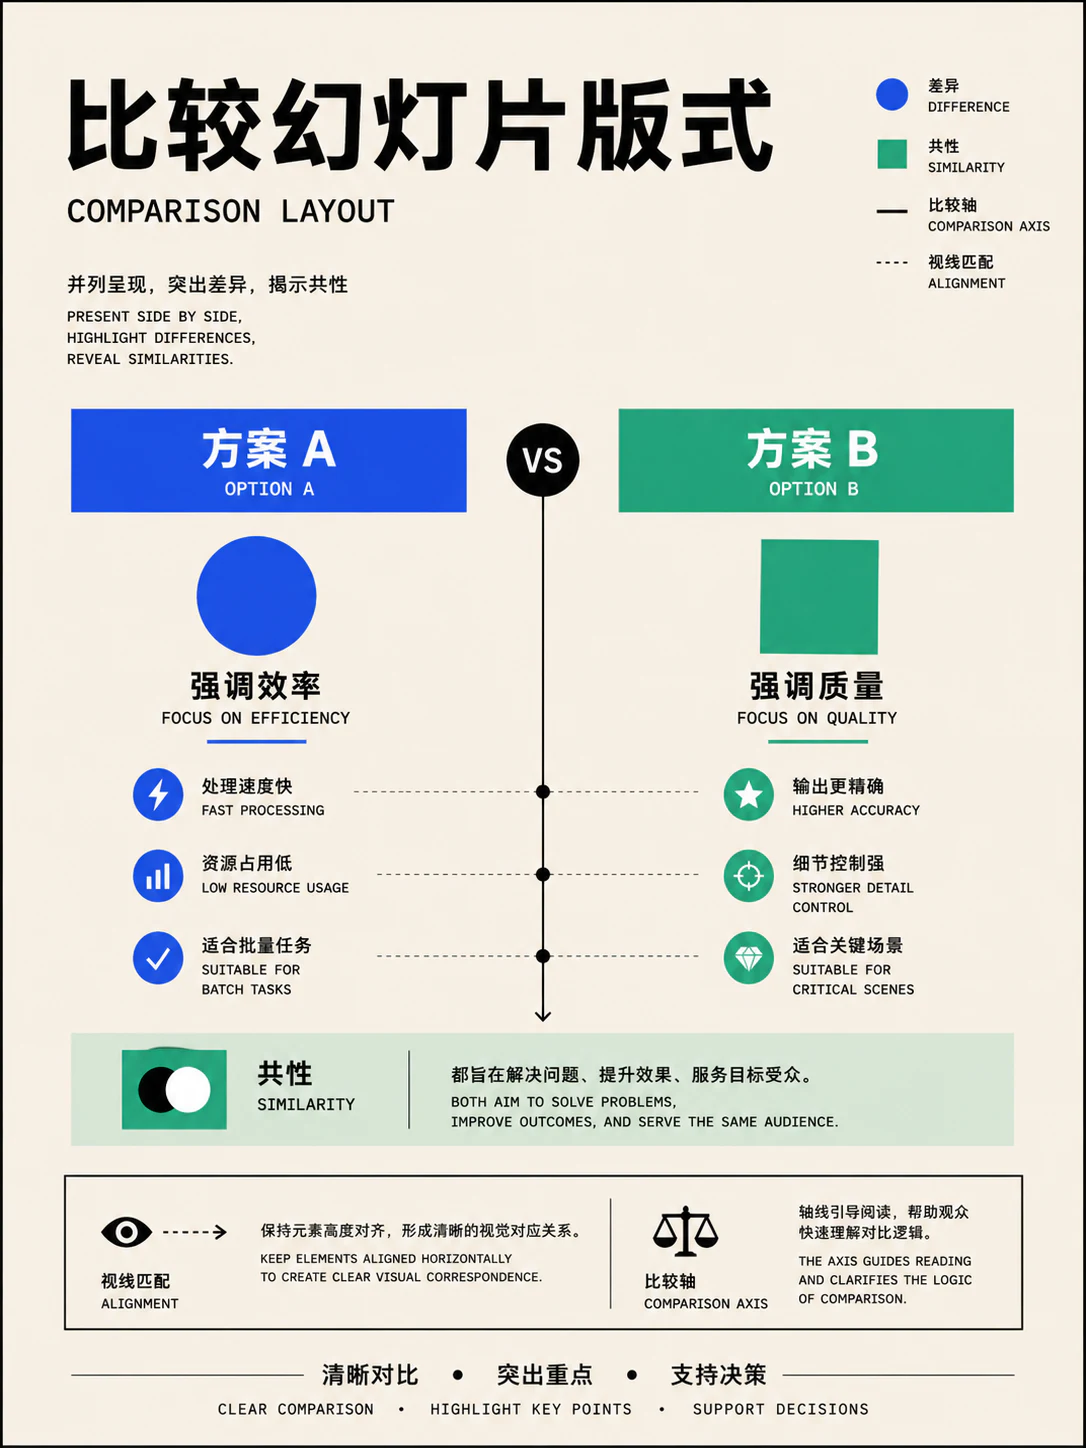 比较幻灯片版式
COMPARISON LAYOUT
并列呈现，突出差异，揭示共性
PRESENT SIDE BY SIDE,
HIGHLIGHT DIFFERENCES,
REVEAL SIMILARITIES.
差异
DIFFERENCE
共性
SIMILARITY
比较轴
COMPARISON AXIS
视线匹配
ALIGNMENT
方案 A
OPTION A
VS
方案 B
OPTION B
强调效率
FOCUS ON EFFICIENCY
处理速度快
FAST PROCESSING
资源占用低
LOW RESOURCE USAGE
适合批量任务
SUITABLE FOR
BATCH TASKS
强调质量
FOCUS ON QUALITY
输出更精确
HIGHER ACCURACY
细节控制强
STRONGER DETAIL
CONTROL
适合关键场景
SUITABLE FOR
CRITICAL SCENES
共性
SIMILARITY
都旨在解决问题、提升效果、服务目标受众。
BOTH AIM TO SOLVE PROBLEMS,
IMPROVE OUTCOMES, AND SERVE THE SAME AUDIENCE.
视线匹配
ALIGNMENT
保持元素高度对齐，形成清晰的视觉对应关系。
KEEP ELEMENTS ALIGNED HORIZONTALLY
TO CREATE CLEAR VISUAL CORRESPONDENCE.
比较轴
COMPARISON AXIS
轴线引导阅读，帮助观众
快速理解对比逻辑。
THE AXIS GUIDES READING
AND CLARIFIES THE LOGIC
OF COMPARISON.
清晰对比 ● 突出重点 ● 支持决策
CLEAR COMPARISON • HIGHLIGHT KEY POINTS • SUPPORT DECISIONS